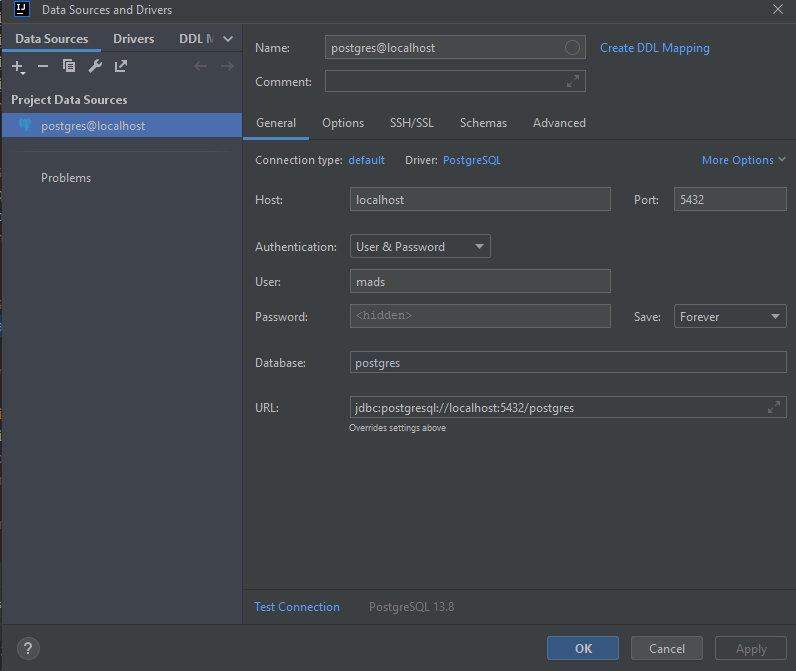 IJ Data Sources and Drivers
Data Sources Drivers DDL
Project Data Sources
postgres@localhost
Problems
Name: postgres@localhost Create DDL Mapping
Comment:
General Options SSH/SSL Schemas Advanced
Connection type: default Driver: PostgreSQL More Options
Host: localhost Port: 5432
Authentication: User & Password
User: mads
Password: <hidden> Save: Forever
Database: postgres
URL: jdbc:postgresql://localhost:5432/postgres
Overrides settings above
Test Connection PostgreSQL 13.8
? OK Cancel Apply